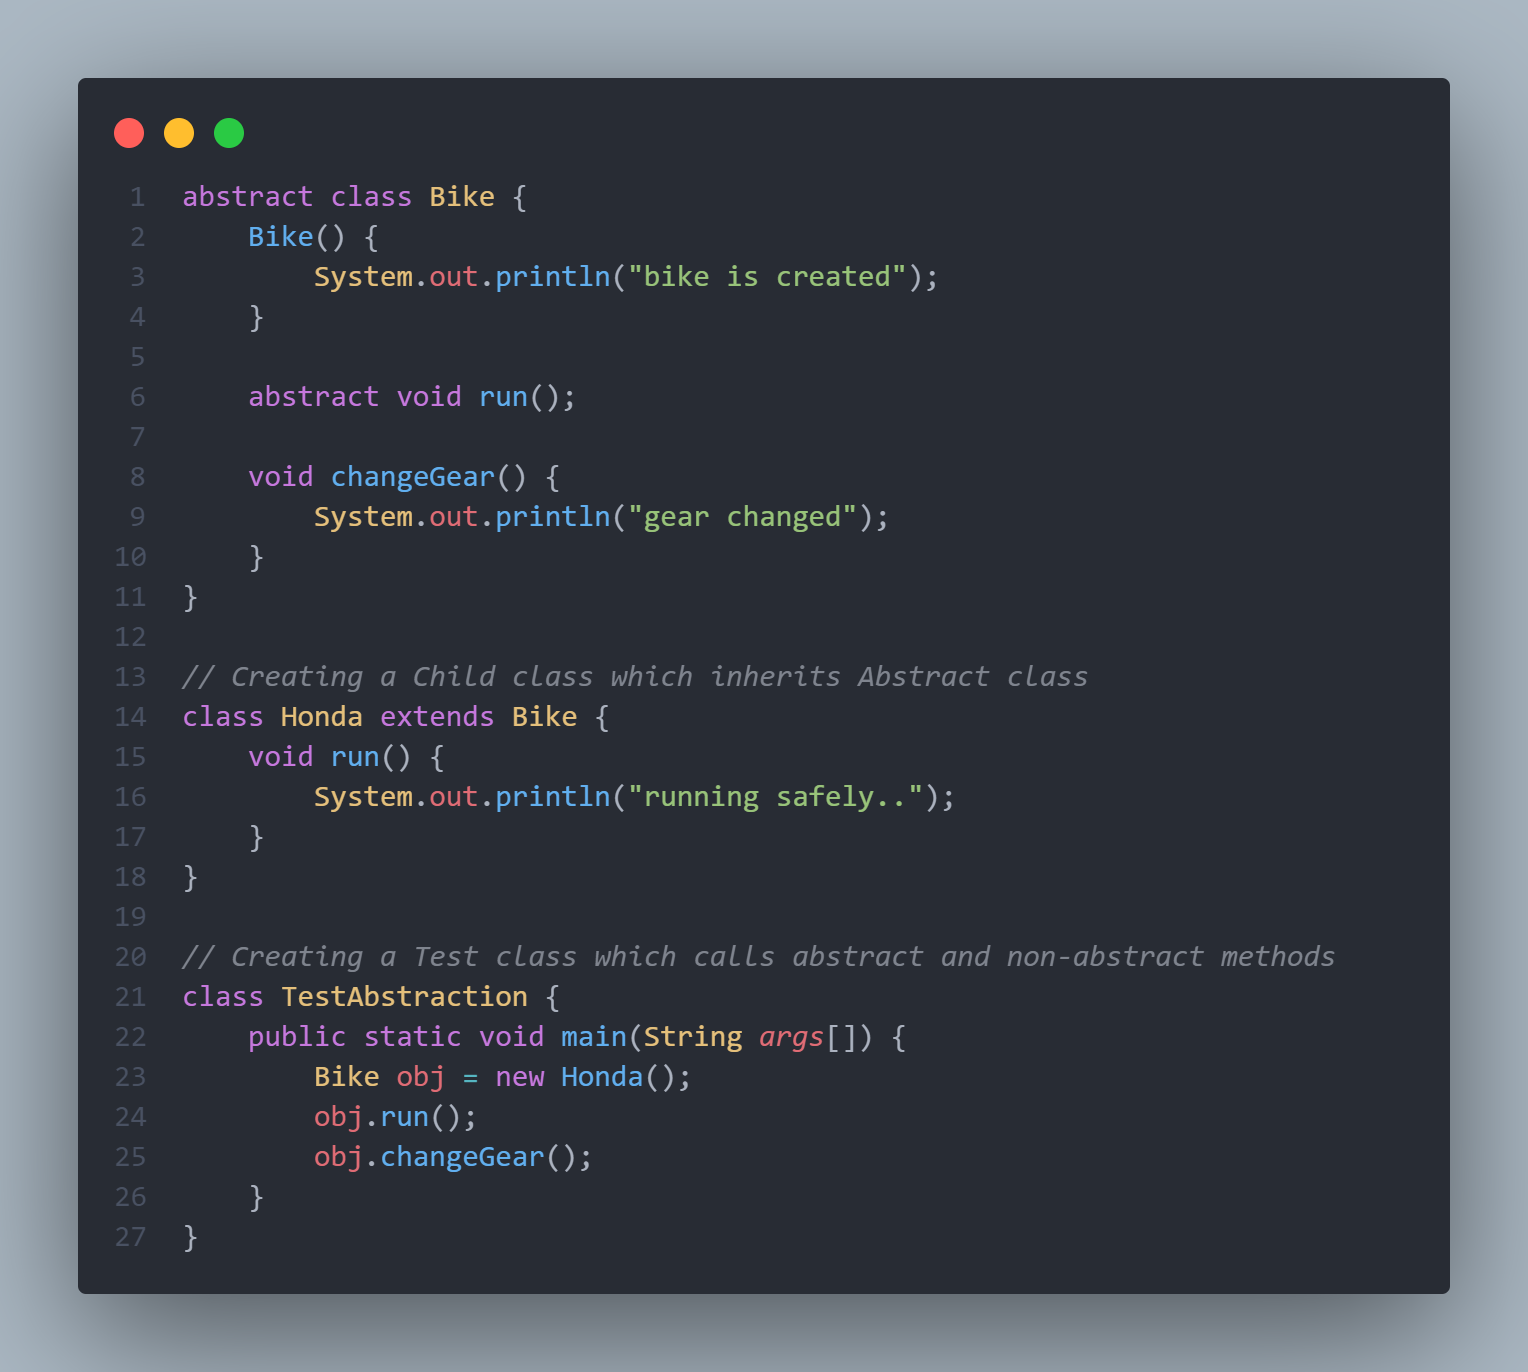 1 abstract class Bike {
2     Bike() {
3         System.out.println("bike is created");
4     }
5
6     abstract void run();
7
8     void changeGear() {
9         System.out.println("gear changed");
10     }
11 }
12
13 // Creating a Child class which inherits Abstract class
14 class Honda extends Bike {
15     void run() {
16         System.out.println("running safely..");
17     }
18 }
19
20 // Creating a Test class which calls abstract and non-abstract methods
21 class TestAbstraction {
22     public static void main(String args[]) {
23         Bike obj = new Honda();
24         obj.run();
25         obj.changeGear();
26     }
27 }